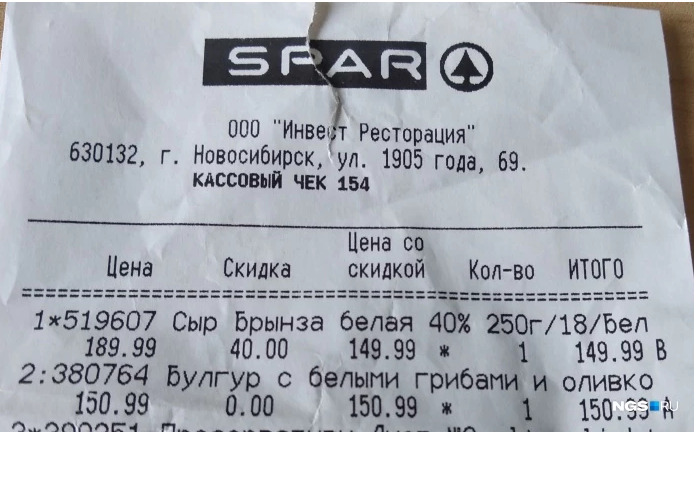 SPAR
ООО "Инвест Ресторация"
630132, г. Новосибирск, ул. 1905 года, 69.
КАССОВЫЙ ЧЕК 154
Цена Скидка Цена со скидкой Кол-во ИТОГО
1*519607 Сыр Брынза белая 40% 250г/18/Бел
189.99 40.00 149.99 * 1 149.99 В
2:380764 Булгур с белыми грибами и оливко
150.99 0.00 150.99 * 1 150.99 А
NGS.RU